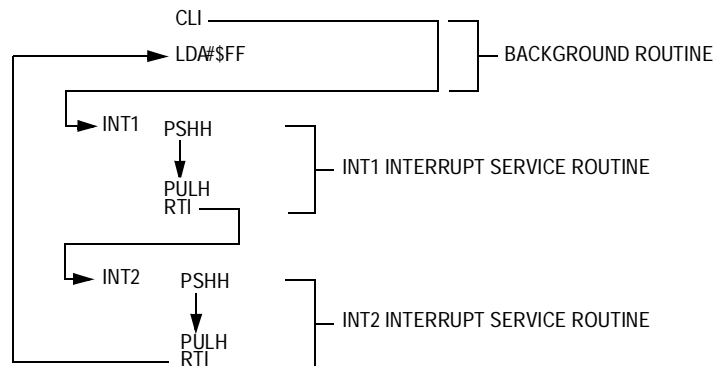 CLI
LDA#$FF
BACKGROUND ROUTINE
INT1
PSHH
INT1 INTERRUPT SERVICE ROUTINE
PULH
RTI
INT2
PSHH
INT2 INTERRUPT SERVICE ROUTINE
PULH
RTI